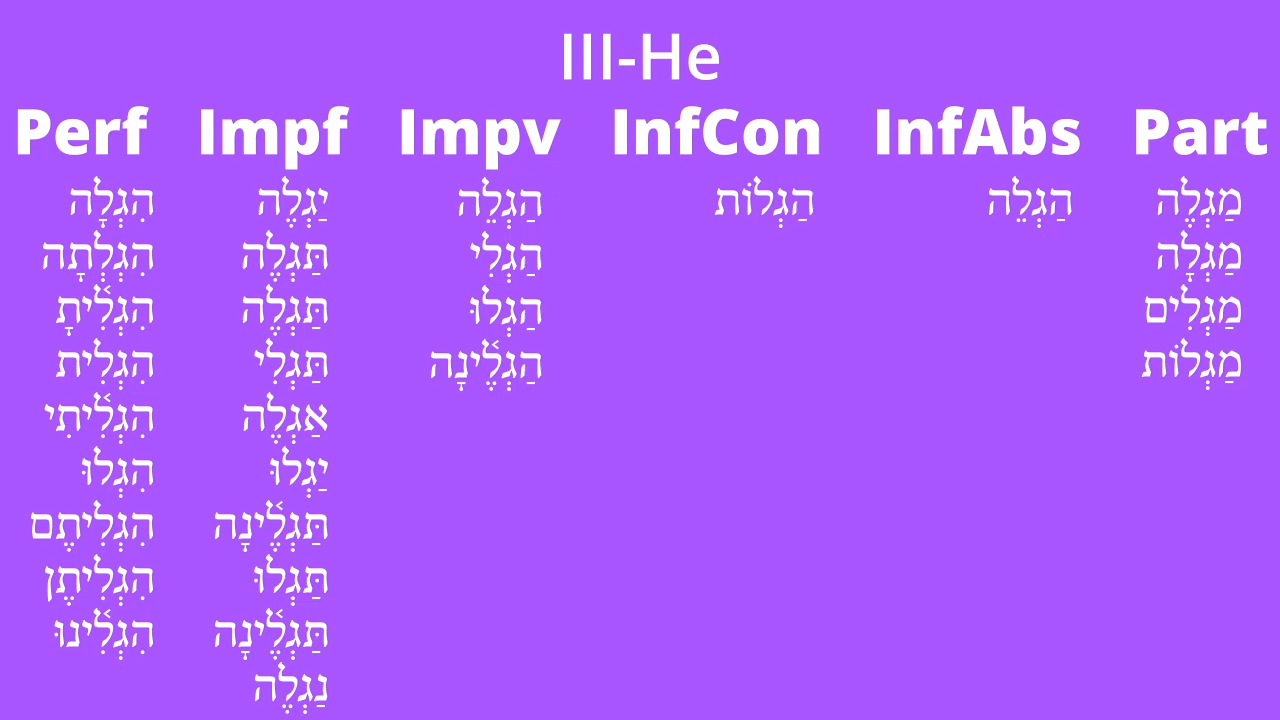 III-He
Perf Impf Impv InfCon InfAbs Part
הִגְלָה יַגְלֶה הַגְלֵה הַגְלוֹת הַגְלֵה מַגְלֶה
הִגְלְתָה תַּגְלֶה הַגְלִי מַגְלָה
הִגְלִ֫יתָ תַּגְלֶה הַגְלוּ מַגְלִים
הִגְלִית תַּגְלִי הַגְלֶ֫ינָה מַגְלוֹת
הִגְלִ֫יתִי אַגְלֶה
הִגְלוּ יַגְלוּ
הִגְלִיתֶם תַּגְלֶ֫ינָה
הִגְלִיתֶן תַּגְלוּ
הִגְלִ֫ינוּ תַּגְלֶ֫ינָה
נַגְלֶה